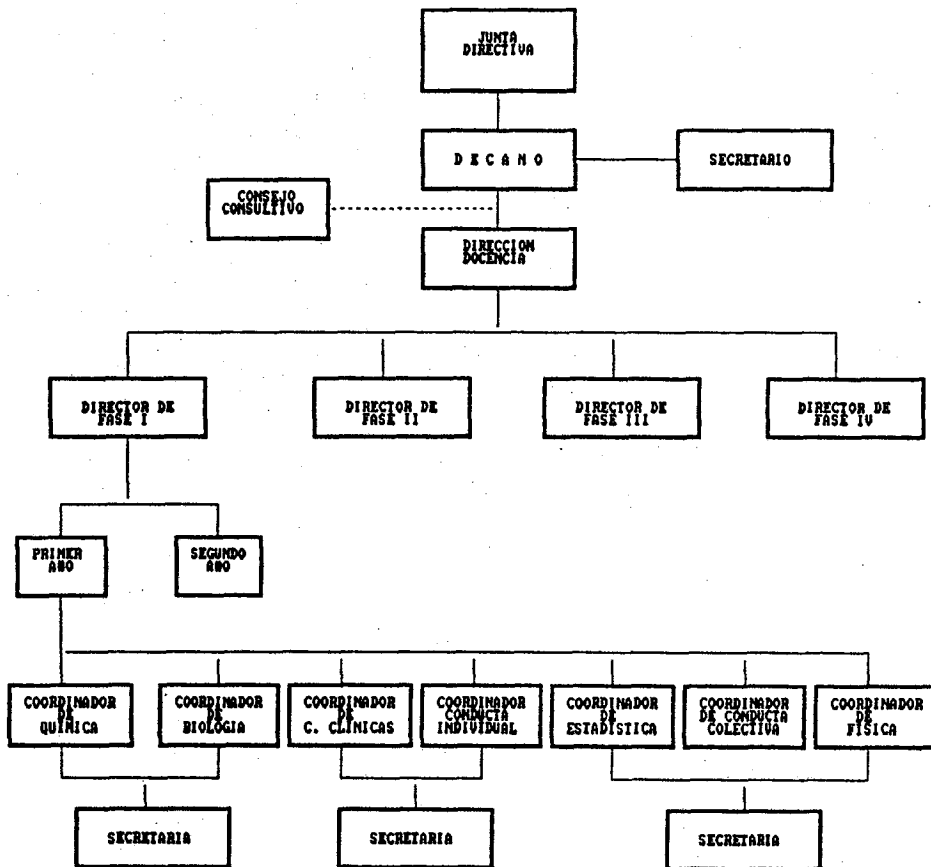 JUNTA
DIRECTIVA
D E C A N O
SECRETARIO
CONSEJO
CONSULTIVO
DIRECCION
DOCENCIA
DIRECTOR DE
FASE I
DIRECTOR DE
FASE II
DIRECTOR DE
FASE III
DIRECTOR DE
FASE IV
PRIMER
AÑO
SEGUNDO
AÑO
COORDINADOR
DE
QUIMICA
COORDINADOR
DE
BIOLOGIA
COORDINADOR
DE
C. CLINICAS
COORDINADOR
CONDUCTA
INDIVIDUAL
COORDINADOR
DE
ESTADISTICA
COORDINADOR
DE CONDUCTA
COLECTIVA
COORDINADOR
DE
FISICA
SECRETARIA
SECRETARIA
SECRETARIA